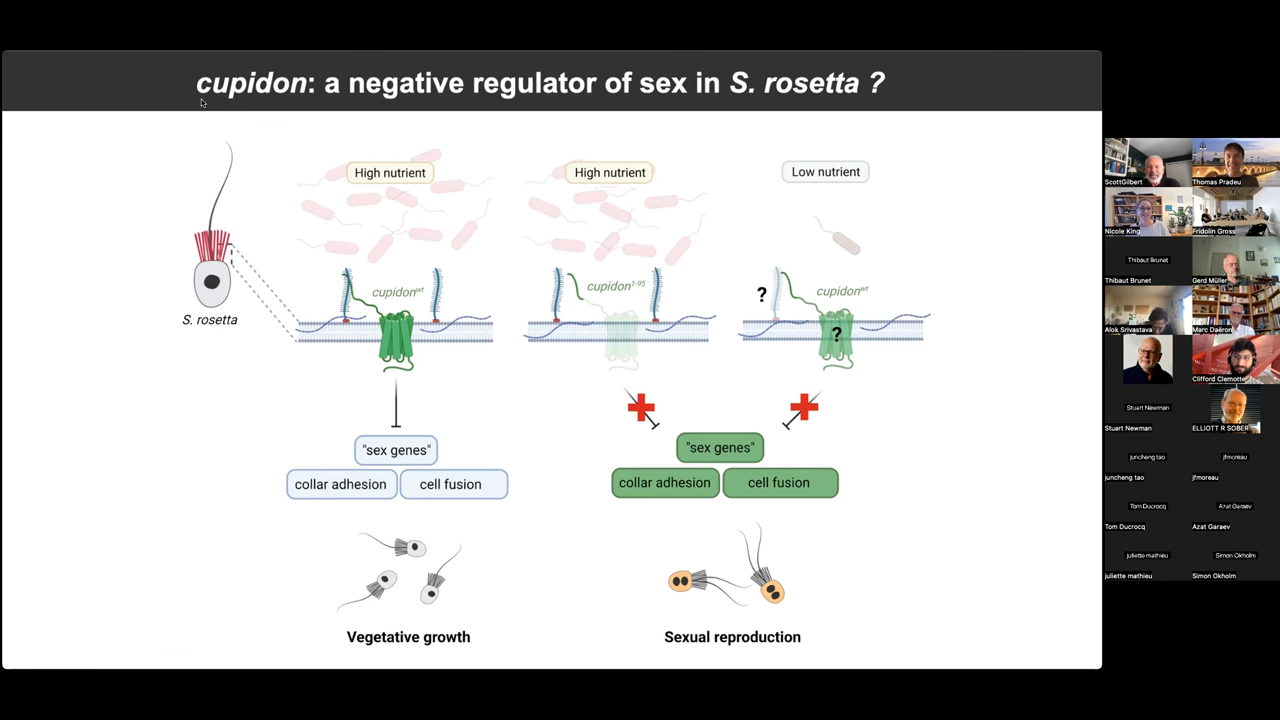 cupidon: a negative regulator of sex in S. rosetta ?
High nutrient
High nutrient
Low nutrient
S. rosetta
cupidonwt
cupidon1-95
cupidonwt
?
?
"sex genes"
collar adhesion
cell fusion
"sex genes"
collar adhesion
cell fusion
Vegetative growth
Sexual reproduction
ScottGilbert
Thomas Pradeu
Nicole King
Fridolin Gross
Thibaut Brunet
Thibaut Brunet
Gerd Müller
Alok Srivastava
Marc Daëron
Clifford Clemotte
Stuart Newman
Stuart Newman
ELLIOTT R SOBER
juncheng tao
juncheng tao
jfmoreau
jfmoreau
Tom Ducrocq
Tom Ducrocq
Azat Garaev
Azat Garaev
juliette mathieu
juliette mathieu
Simon Okholm
Simon Okholm